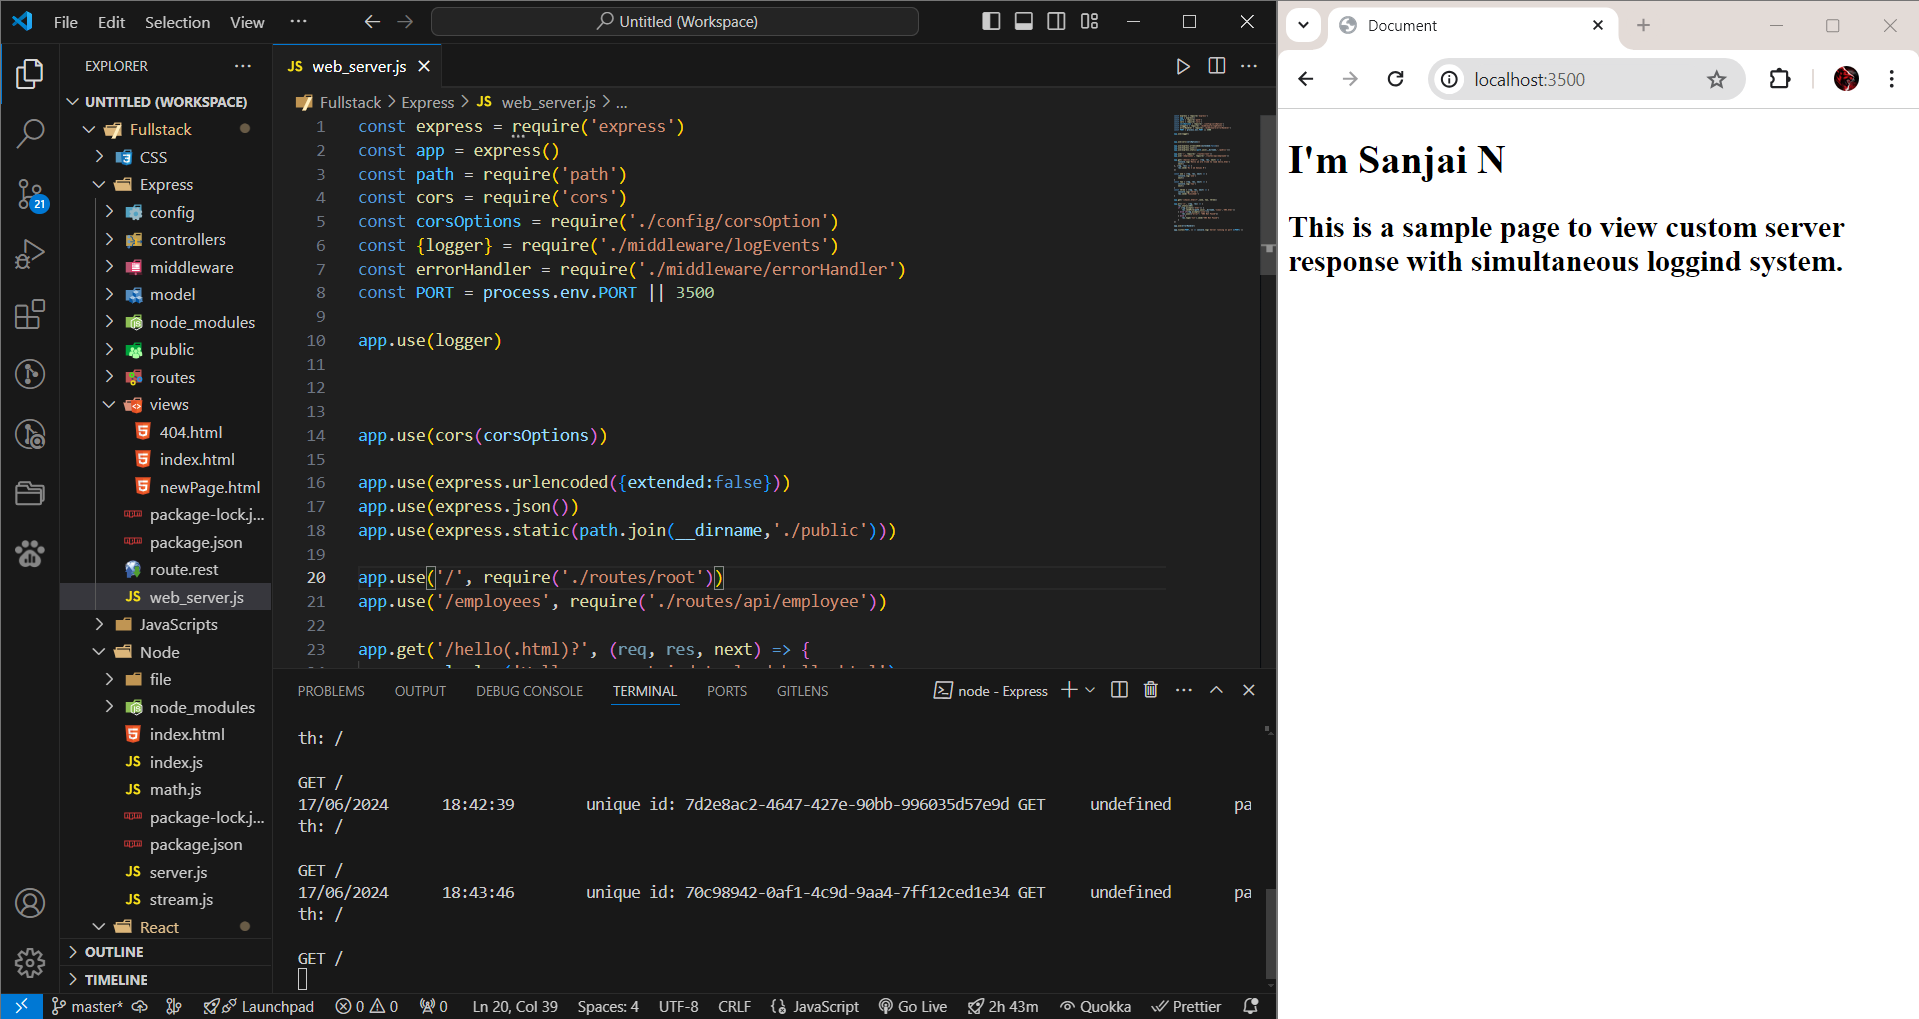 File Edit Selection View ··· Untitled (Workspace)
EXPLORER ···
UNTITLED (WORKSPACE)
Fullstack
CSS
Express
config
controllers
middleware
model
node_modules
public
routes
views
404.html
index.html
newPage.html
package-lock.j...
package.json
route.rest
JS web_server.js
JavaScripts
Node
file
node_modules
index.html
JS index.js
JS math.js
package-lock.j...
package.json
JS server.js
JS stream.js
React
OUTLINE
TIMELINE
21
JS web_server.js
Fullstack > Express > JS web_server.js > ...
1 const express = require('express')
2 const app = express()
3 const path = require('path')
4 const cors = require('cors')
5 const corsOptions = require('./config/corsOption')
6 const {logger} = require('./middleware/logEvents')
7 const errorHandler = require('./middleware/errorHandler')
8 const PORT = process.env.PORT || 3500
9
10 app.use(logger)
11
12
13
14 app.use(cors(corsOptions))
15
16 app.use(express.urlencoded({extended:false}))
17 app.use(express.json())
18 app.use(express.static(path.join(__dirname,'./public')))
19
20 app.use('/', require('./routes/root'))
21 app.use('/employees', require('./routes/api/employee'))
22
23 app.get('/hello(.html)?', (req, res, next) => {
PROBLEMS OUTPUT DEBUG CONSOLE TERMINAL PORTS GITLENS node - Express
th: /
GET /
17/06/2024 18:42:39 unique id: 7d2e8ac2-4647-427e-90bb-996035d57e9d GET undefined pa
th: /
GET /
17/06/2024 18:43:46 unique id: 70c98942-0af1-4c9d-9aa4-7ff12ced1e34 GET undefined pa
th: /
GET /
master* Launchpad 0 0 0 Ln 20, Col 39 Spaces: 4 UTF-8 CRLF JavaScript Go Live 2h 43m Quokka Prettier
Document
localhost:3500
I'm Sanjai N
This is a sample page to view custom server
response with simultaneous loggind system.